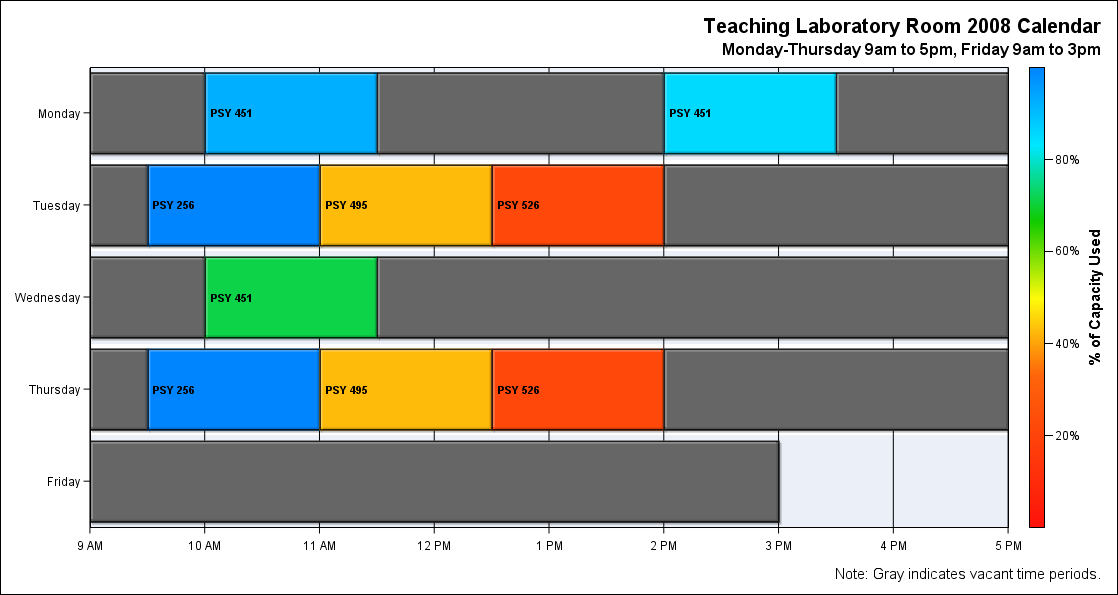 Teaching Laboratory Room 2008 Calendar
Monday-Thursday 9am to 5pm, Friday 9am to 3pm
Monday
PSY 451
PSY 451
Tuesday
PSY 256
PSY 495
PSY 526
Wednesday
PSY 451
Thursday
PSY 256
PSY 495
PSY 526
Friday
9 AM
10 AM
11 AM
12 PM
1 PM
2 PM
3 PM
4 PM
5 PM
80%
60%
40%
20%
% of Capacity Used
Note: Gray indicates vacant time periods.